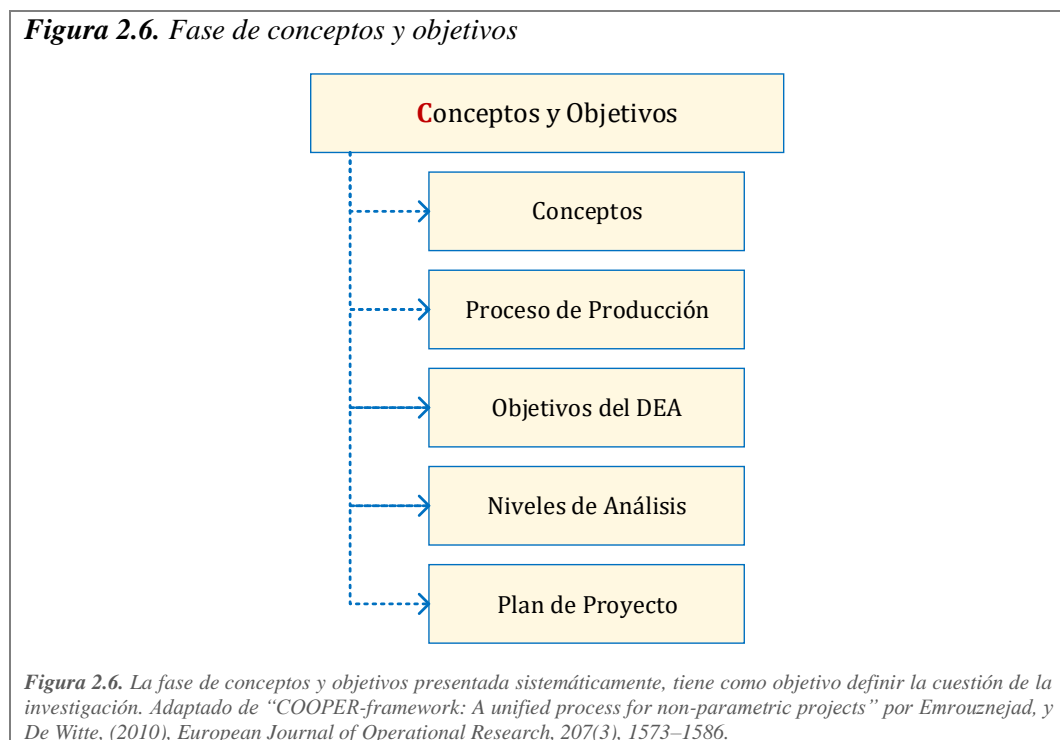 Figura 2.6. Fase de conceptos y objetivos
Conceptos y Objetivos
Conceptos
Proceso de Producción
Objetivos del DEA
Niveles de Análisis
Plan de Proyecto
Figura 2.6. La fase de conceptos y objetivos presentada sistemáticamente, tiene como objetivo definir la cuestión de la
investigación. Adaptado de “COOPER-framework: A unified process for non-parametric projects” por Emrouznejad, y
De Witte, (2010), European Journal of Operational Research, 207(3), 1573–1586.